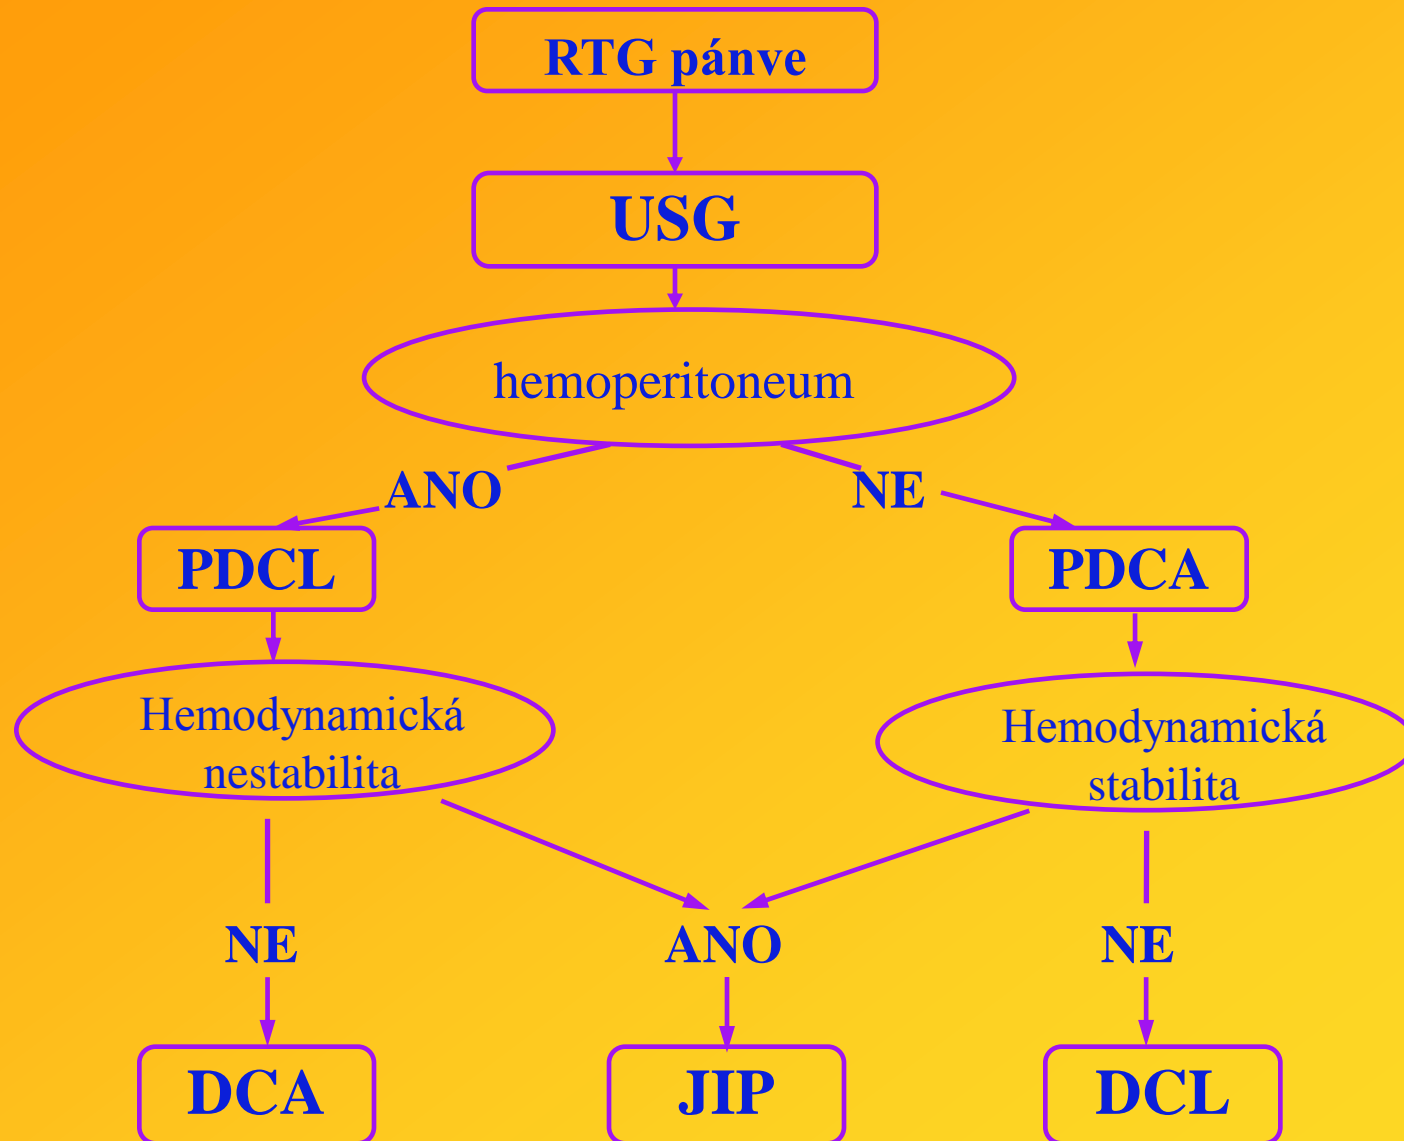 RTG pánve
USG
hemoperitoneum
ANO
NE
PDCL
PDCA
Hemodynamická
nestabilita
Hemodynamická
stabilita
NE
ANO
NE
DCA
JIP
DCL